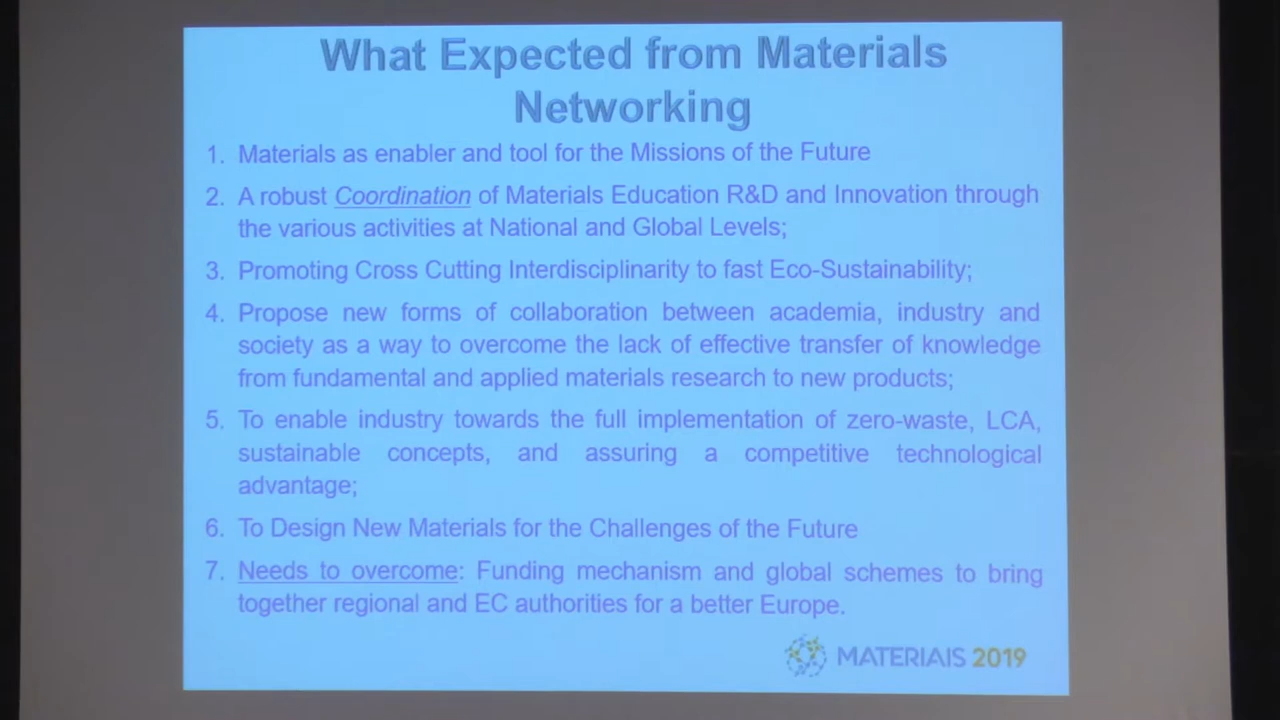 What Expected from Materials
Networking
1. Materials as enabler and tool for the Missions of the Future
2. A robust Coordination of Materials Education R&D and Innovation through
the various activities at National and Global Levels;
3. Promoting Cross Cutting Interdisciplinarity to fast Eco-Sustainability;
4. Propose new forms of collaboration between academia, industry and
society as a way to overcome the lack of effective transfer of knowledge
from fundamental and applied materials research to new products;
5. To enable industry towards the full implementation of zero-waste, LCA,
sustainable concepts, and assuring a competitive technological
advantage;
6. To Design New Materials for the Challenges of the Future
7. Needs to overcome: Funding mechanism and global schemes to bring
together regional and EC authorities for a better Europe.
MATERIAIS 2019